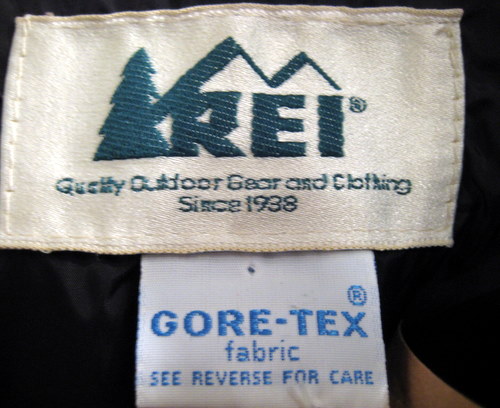 REI®
Quality Outdoor Gear and Clothing
Since 1938
GORE-TEX®
fabric
SEE REVERSE FOR CARE